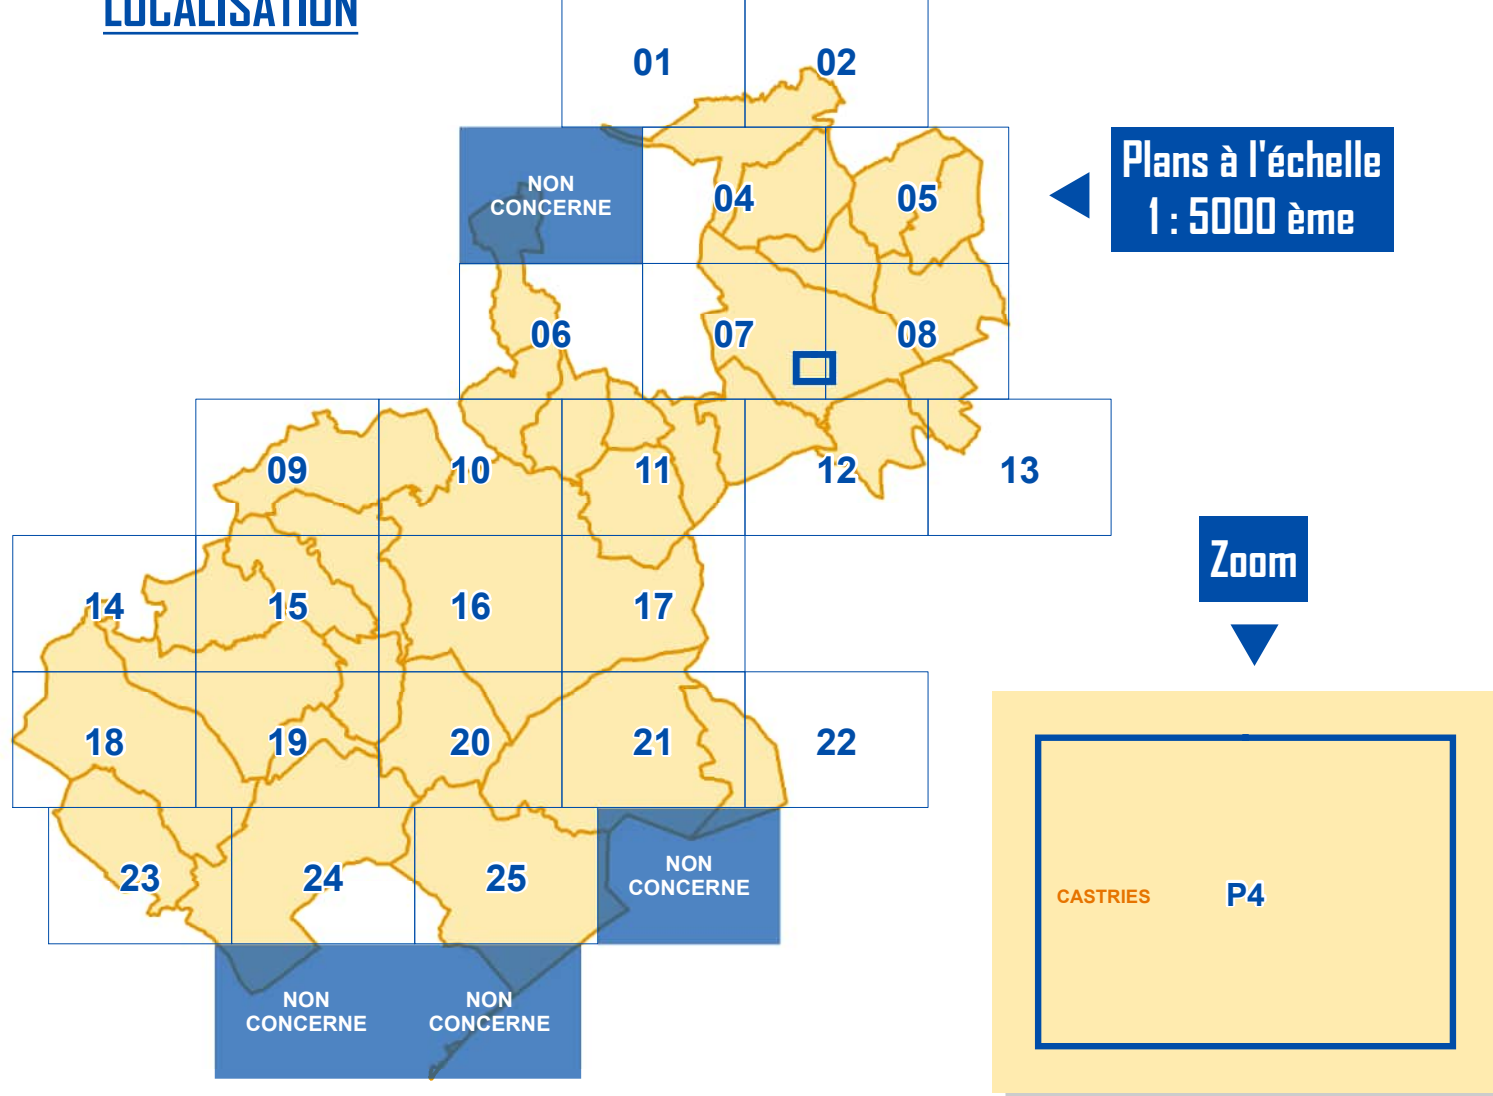 LOCALISATION
01
02
NON
CONCERNE
04
05
Plans à l'échelle
1 : 5000 ème
06
07
08
09
10
11
12
13
14
15
16
17
Zoom
18
19
20
21
22
23
24
25
NON
CONCERNE
CASTRIES
P4
NON
CONCERNE
NON
CONCERNE